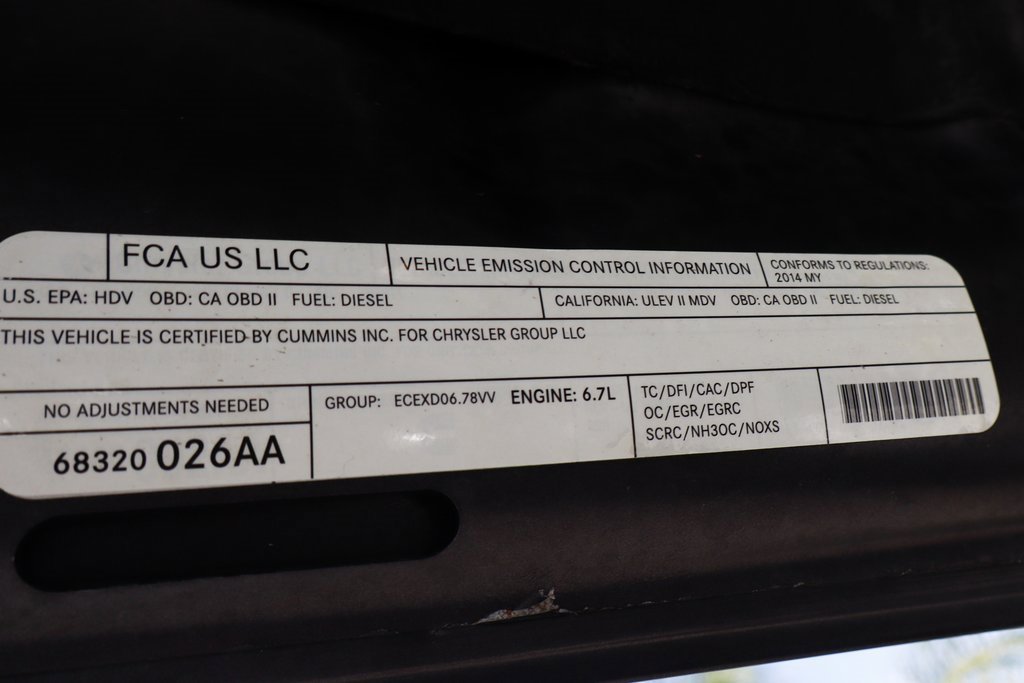 FCA US LLC
VEHICLE EMISSION CONTROL INFORMATION
CONFORMS TO REGULATIONS:
2014 MY
U.S. EPA: HDV OBD: CA OBD II FUEL: DIESEL
CALIFORNIA: ULEV II MDV OBD: CA OBD II FUEL: DIESEL
THIS VEHICLE IS CERTIFIED BY CUMMINS INC. FOR CHRYSLER GROUP LLC
NO ADJUSTMENTS NEEDED
68320 026AA
GROUP: ECEXD06.78VV ENGINE: 6.7L
TC/DFI/CAC/DPF
OC/EGR/EGRC
SCRC/NH3OC/NOXS